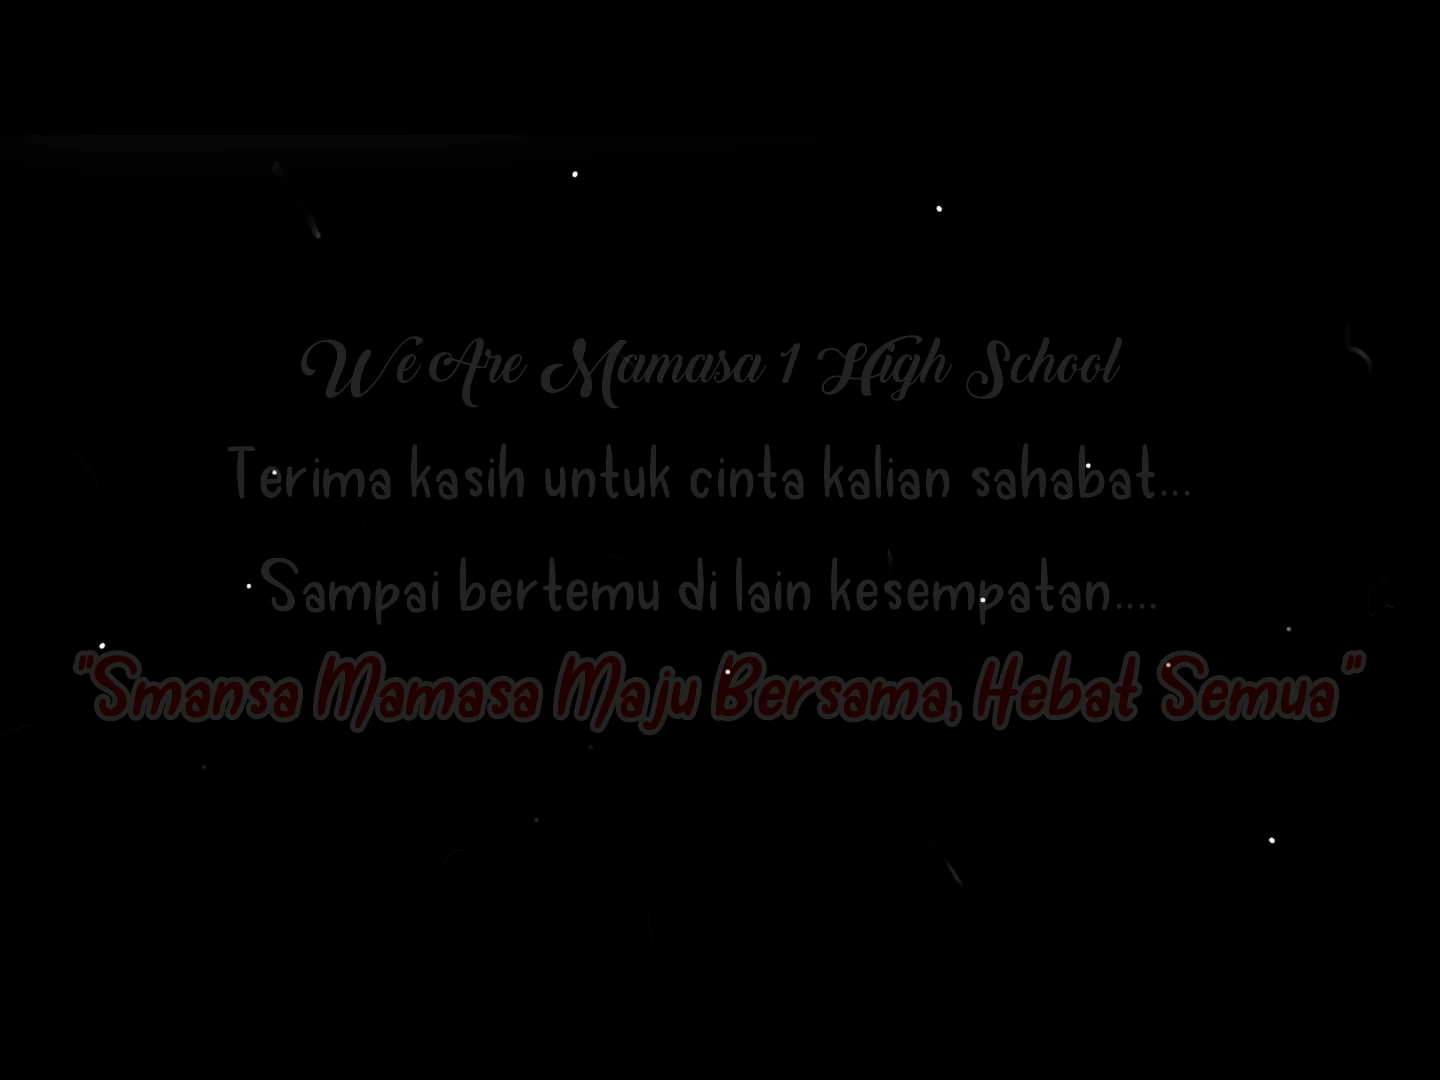 We Are Mamasa 1 High School
Terima kasih untuk cinta kalian sahabat...
Sampai bertemu di lain kesempatan....
"Smansa Mamasa Maju Bersama, Hebat Semua"